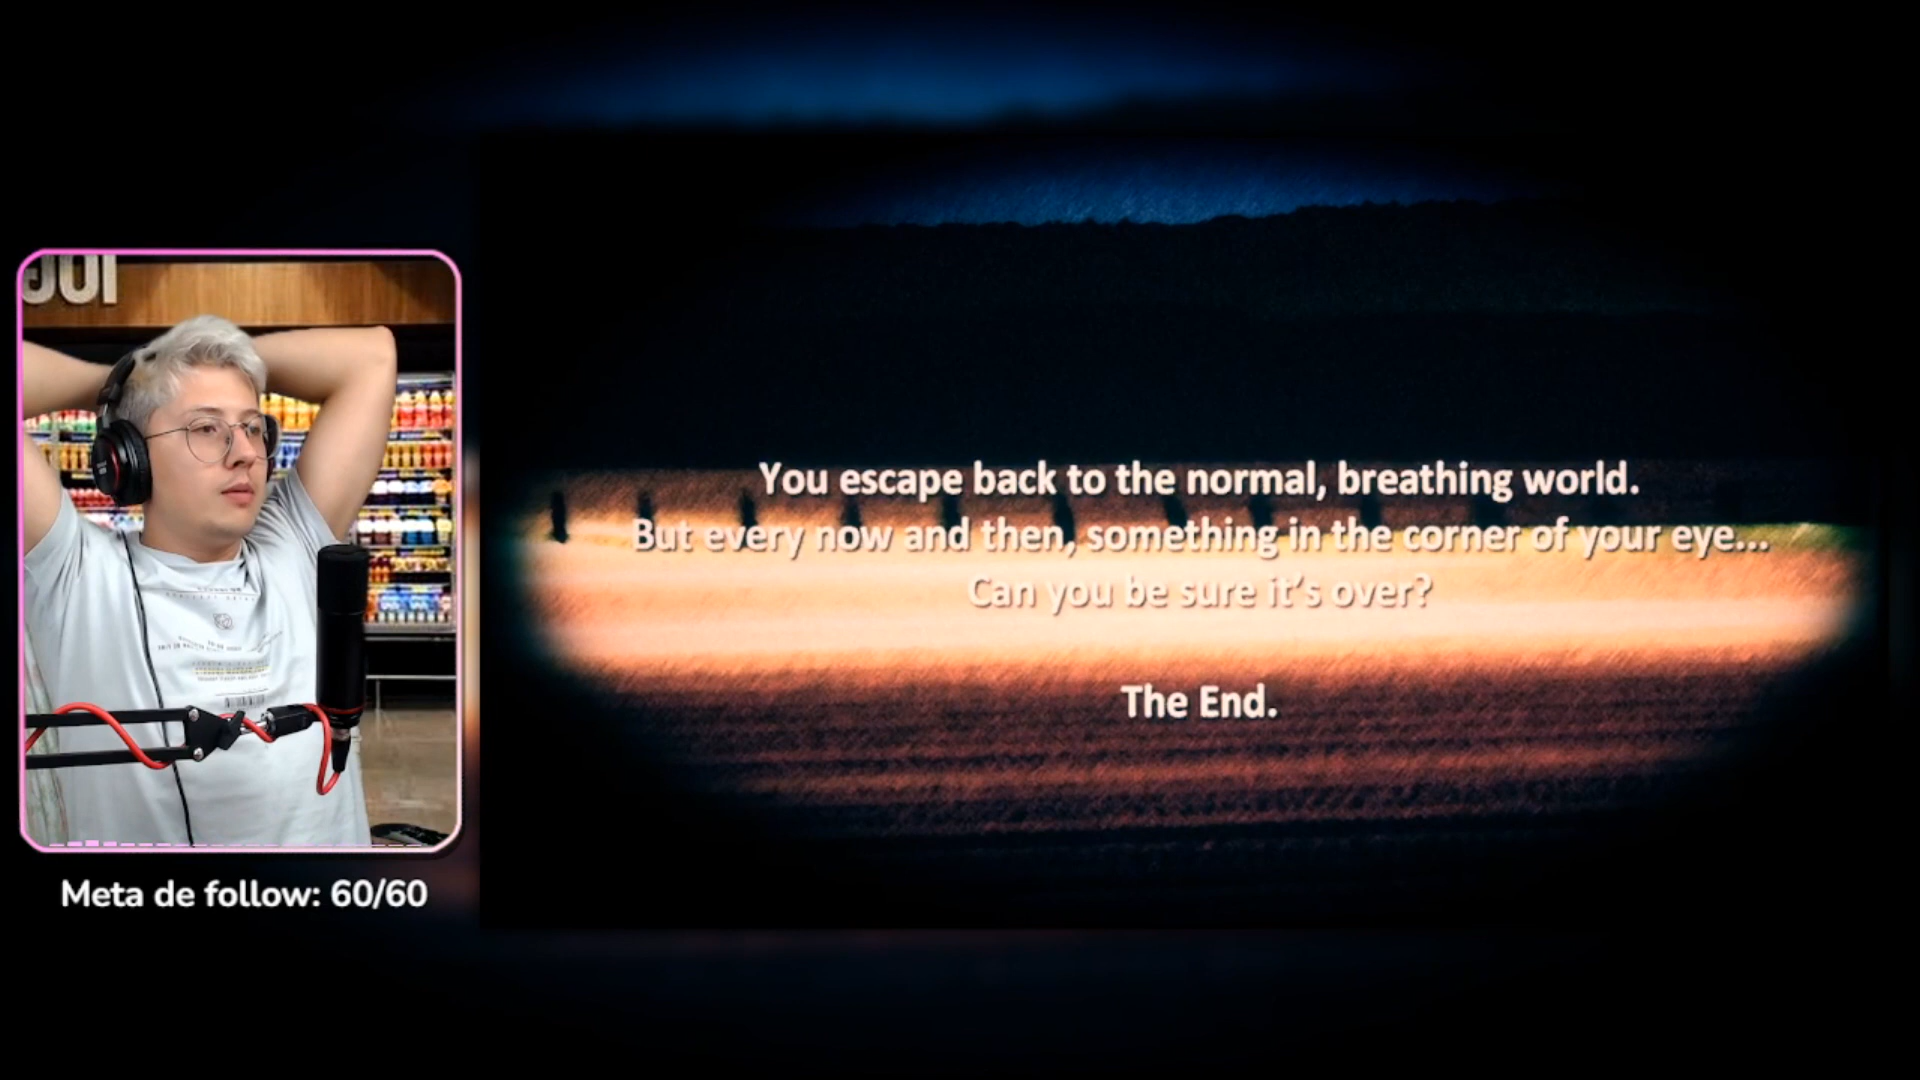 You escape back to the normal, breathing world.
But every now and then, something in the corner of your eye...
Can you be sure it's over?
The End.
Meta de follow: 60/60